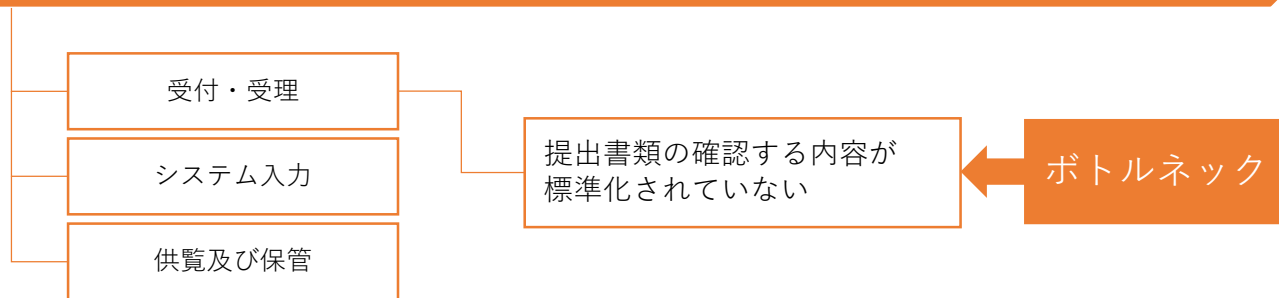 受付・受理
システム入力
供覧及び保管
提出書類の確認する内容が
標準化されていない
ボトルネック